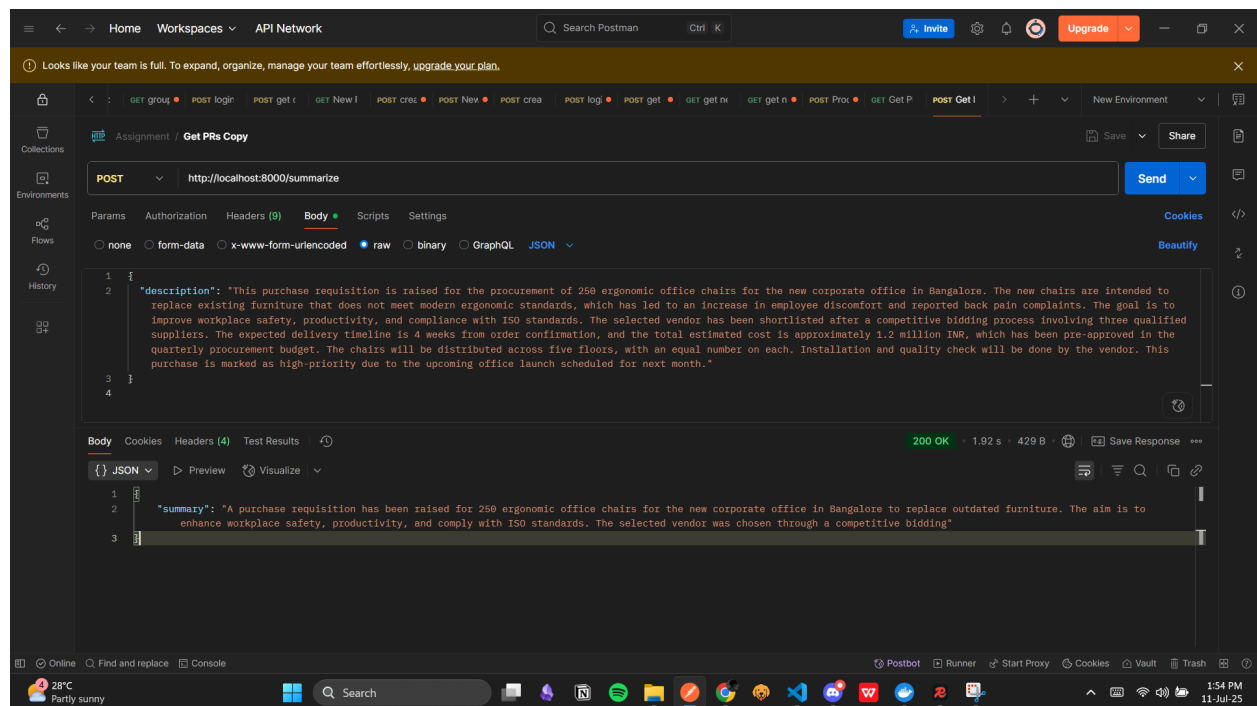 Home Workspaces API Network Search Postman Ctrl K Invite Upgrade
Looks like your team is full. To expand, organize, manage your team effortlessly, upgrade your plan.
GET group POST login POST get c GET New I POST crea POST New. POST crea POST logi POST get GET get ne GET get n POST Proc GET Get P POST Get I New Environment
Collections
Environments
Flows
History
HTTP Assignment / Get PRs Copy Save Share
POST http://localhost:8000/summarize Send
Params Authorization Headers (9) Body Scripts Settings Cookies
none form-data x-www-form-urlencoded raw binary GraphQL JSON Beautify
1 {
2 "description": "This purchase requisition is raised for the procurement of 250 ergonomic office chairs for the new corporate office in Bangalore. The new chairs are intended to
replace existing furniture that does not meet modern ergonomic standards, which has led to an increase in employee discomfort and reported back pain complaints. The goal is to
improve workplace safety, productivity, and compliance with ISO standards. The selected vendor has been shortlisted after a competitive bidding process involving three qualified
suppliers. The expected delivery timeline is 4 weeks from order confirmation, and the total estimated cost is approximately 1.2 million INR, which has been pre-approved in the
quarterly procurement budget. The chairs will be distributed across five floors, with an equal number on each. Installation and quality check will be done by the vendor. This
purchase is marked as high-priority due to the upcoming office launch scheduled for next month."
3 }
4
Body Cookies Headers (4) Test Results 200 OK 1.92 s 429 B Save Response
{} JSON Preview Visualize
1 {
2 "summary": "A purchase requisition has been raised for 250 ergonomic office chairs for the new corporate office in Bangalore to replace outdated furniture. The aim is to
enhance workplace safety, productivity, and comply with ISO standards. The selected vendor was chosen through a competitive bidding"
3 }
Online Find and replace Console Postbot Runner Start Proxy Cookies Vault Trash
4 28°C
Partly sunny
Search
1:54 PM
11-Jul-25